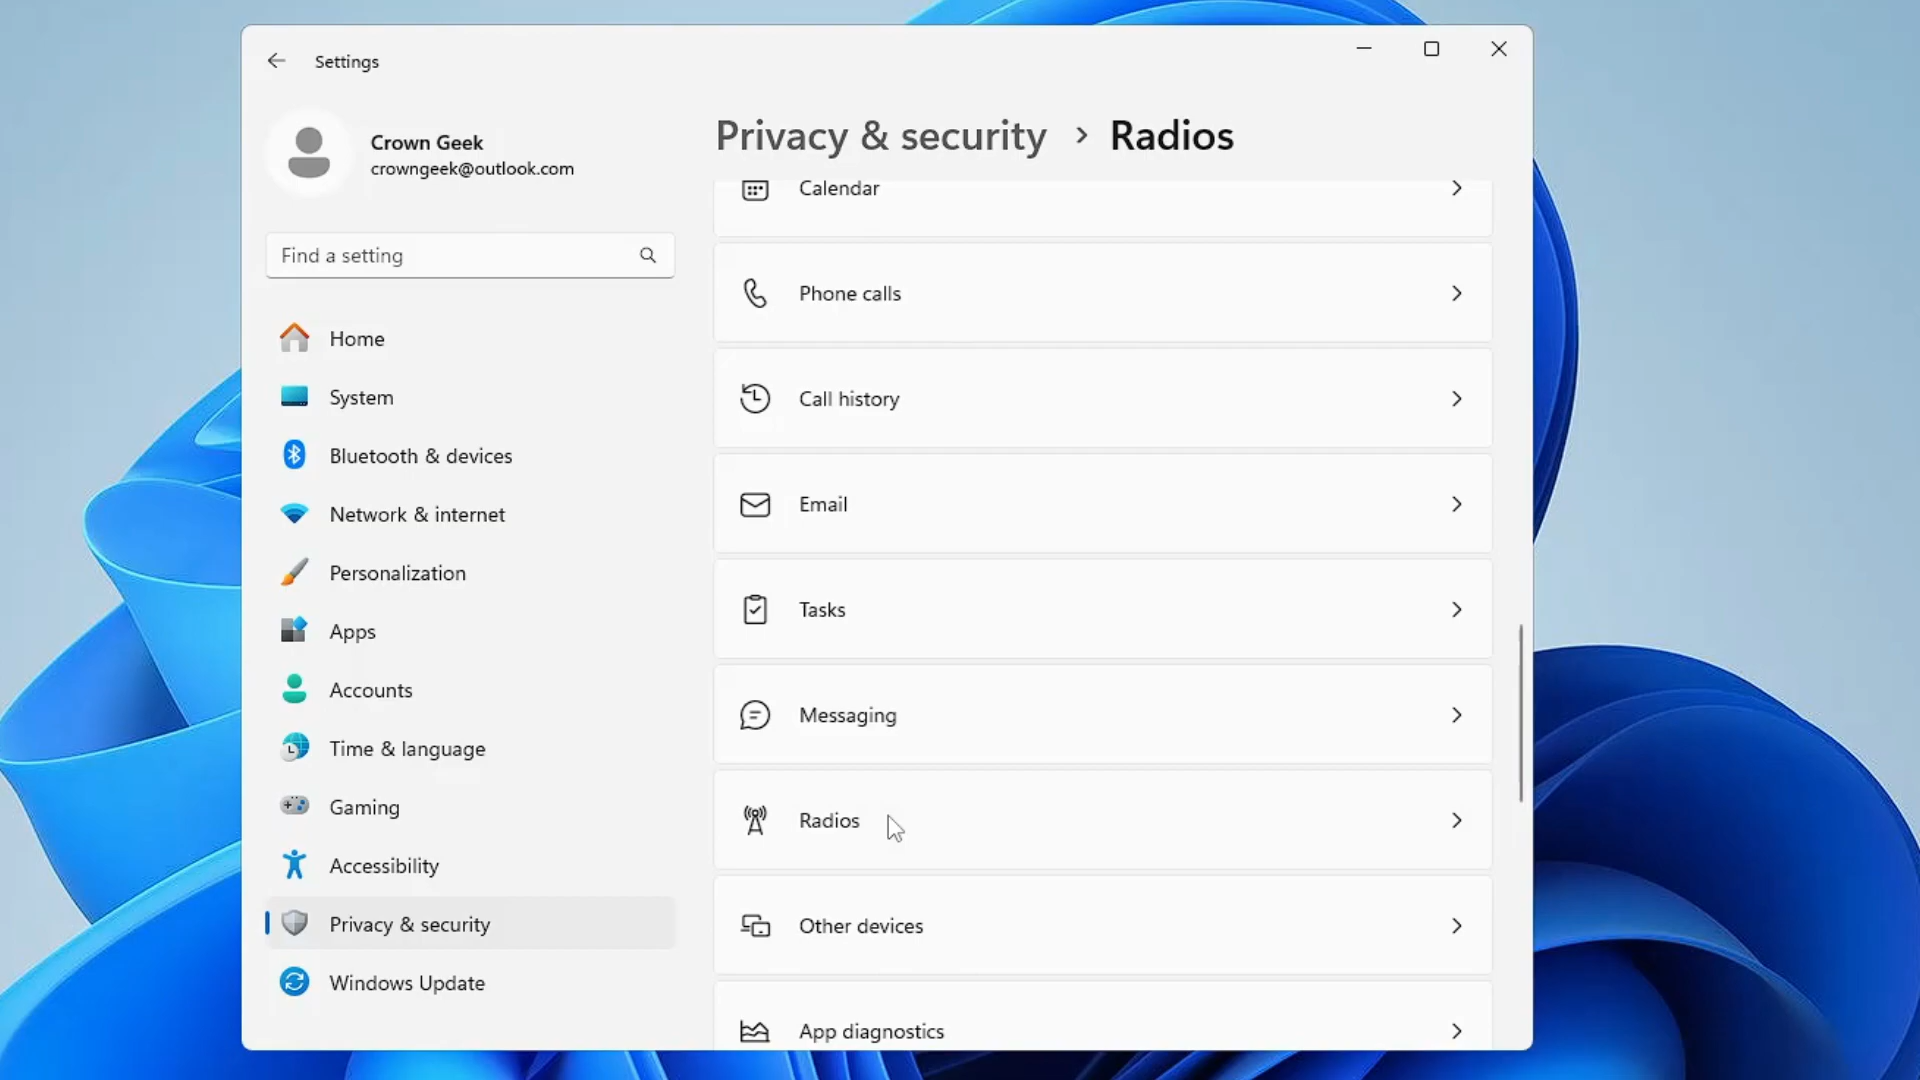 Settings
Crown Geek
crowngeek@outlook.com
Find a setting
Home
System
Bluetooth & devices
Network & internet
Personalization
Apps
Accounts
Time & language
Gaming
Accessibility
Privacy & security
Windows Update
Privacy & security > Radios
Calendar
Phone calls
Call history
Email
Tasks
Messaging
Radios
Other devices
App diagnostics